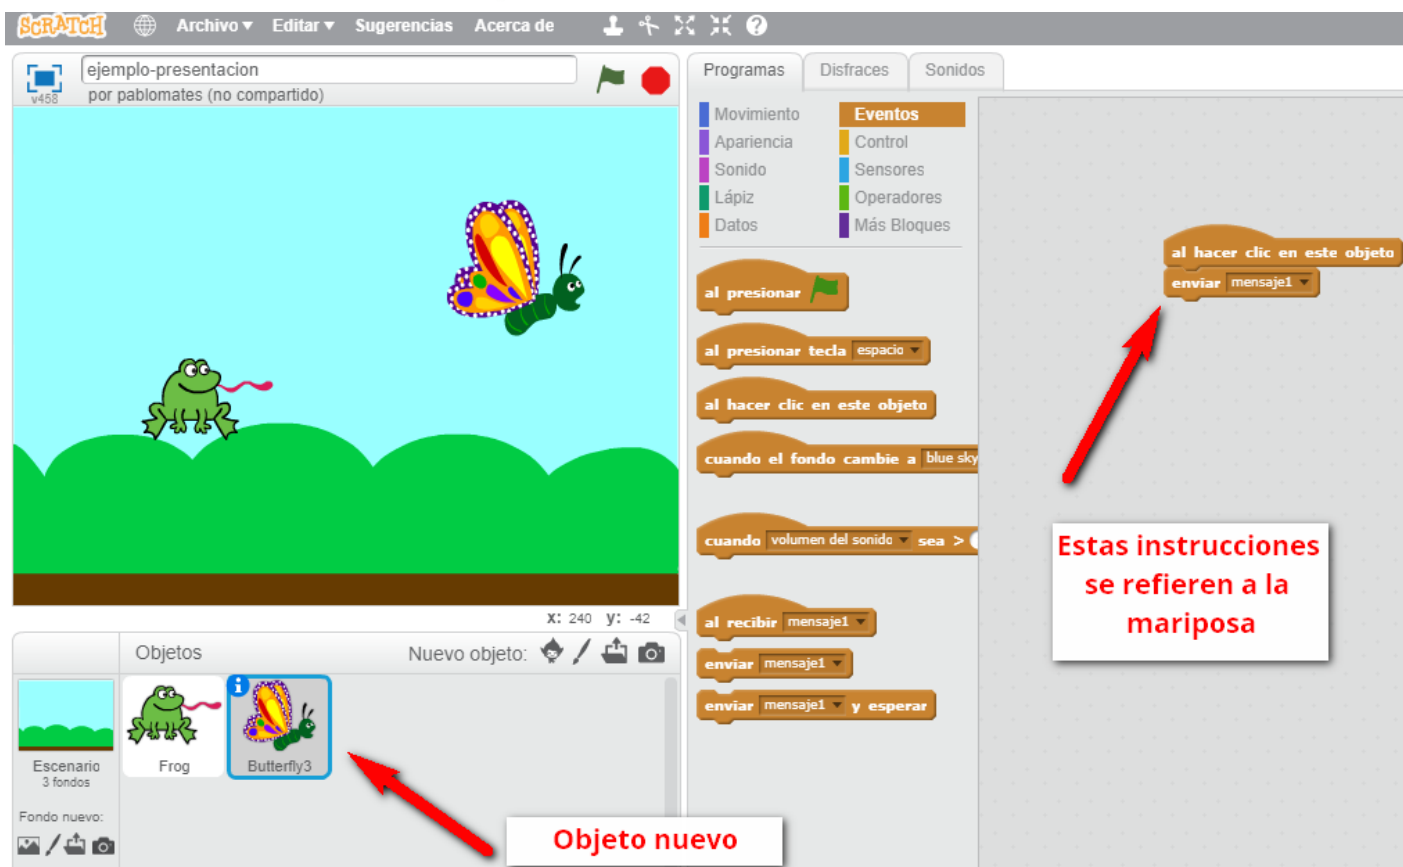 SCRATCH Archivo Editar Sugerencias Acerca de
v458
ejemplo-presentacion
por pablomates (no compartido)
x: 240 y: -42
Objetos
Nuevo objeto:
Escenario
3 fondos
Fondo nuevo:
Frog
Butterfly3
Objeto nuevo
Programas Disfraces Sonidos
Movimiento Eventos
Apariencia Control
Sonido Sensores
Lápiz Operadores
Datos Más Bloques
al presionar
al presionar tecla espacio
al hacer clic en este objeto
cuando el fondo cambie a blue sky
cuando volumen del sonido sea >
al recibir mensaje1
enviar mensaje1
enviar mensaje1 y esperar
al hacer clic en este objeto
enviar mensaje1
Estas instrucciones
se refieren a la
mariposa